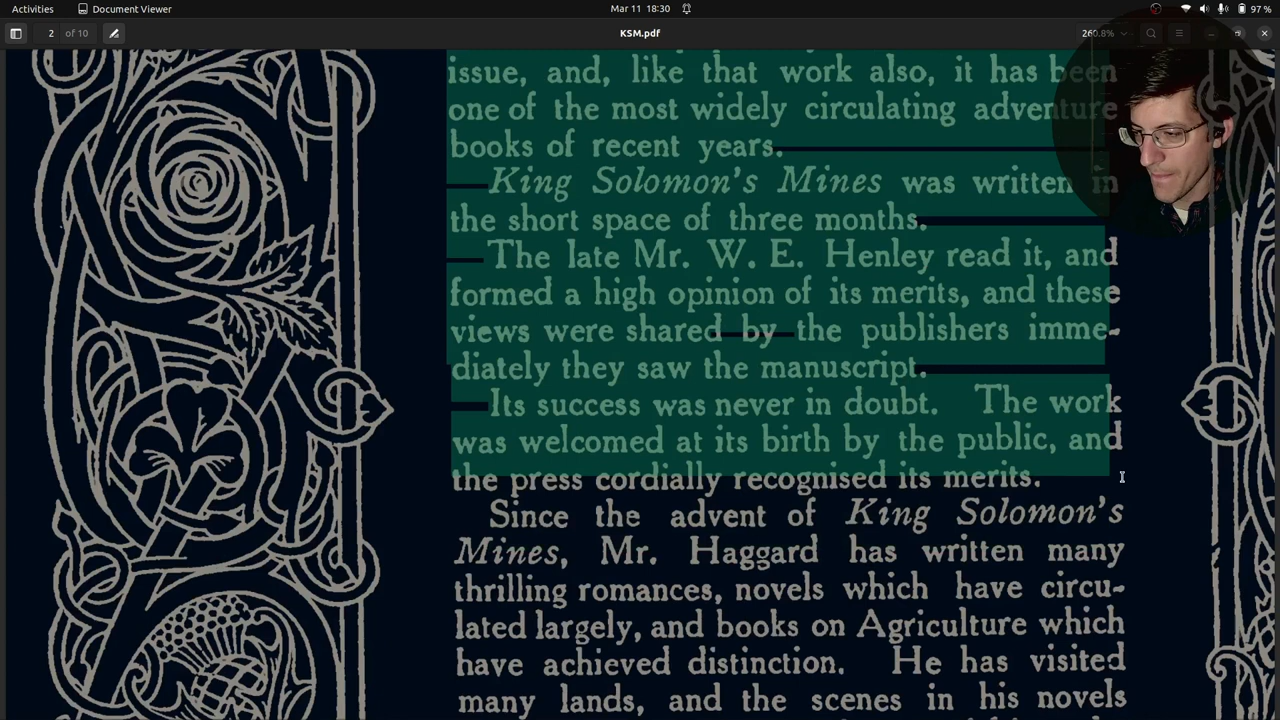 Activities
Document Viewer
Mar 11 18:30
97 %
2 of 10
KSM.pdf
260.8%
issue, and, like that work also, it has been
one of the most widely circulating adventure
books of recent years.
King Solomon's Mines was written in
the short space of three months.
The late Mr. W. E. Henley read it, and
formed a high opinion of its merits, and these
views were shared by the publishers imme-
diately they saw the manuscript.
Its success was never in doubt. The work
was welcomed at its birth by the public, and
the press cordially recognised its merits.
Since the advent of King Solomon's
Mines, Mr. Haggard has written many
thrilling romances, novels which have circu-
lated largely, and books on Agriculture which
have achieved distinction. He has visited
many lands, and the scenes in his novels